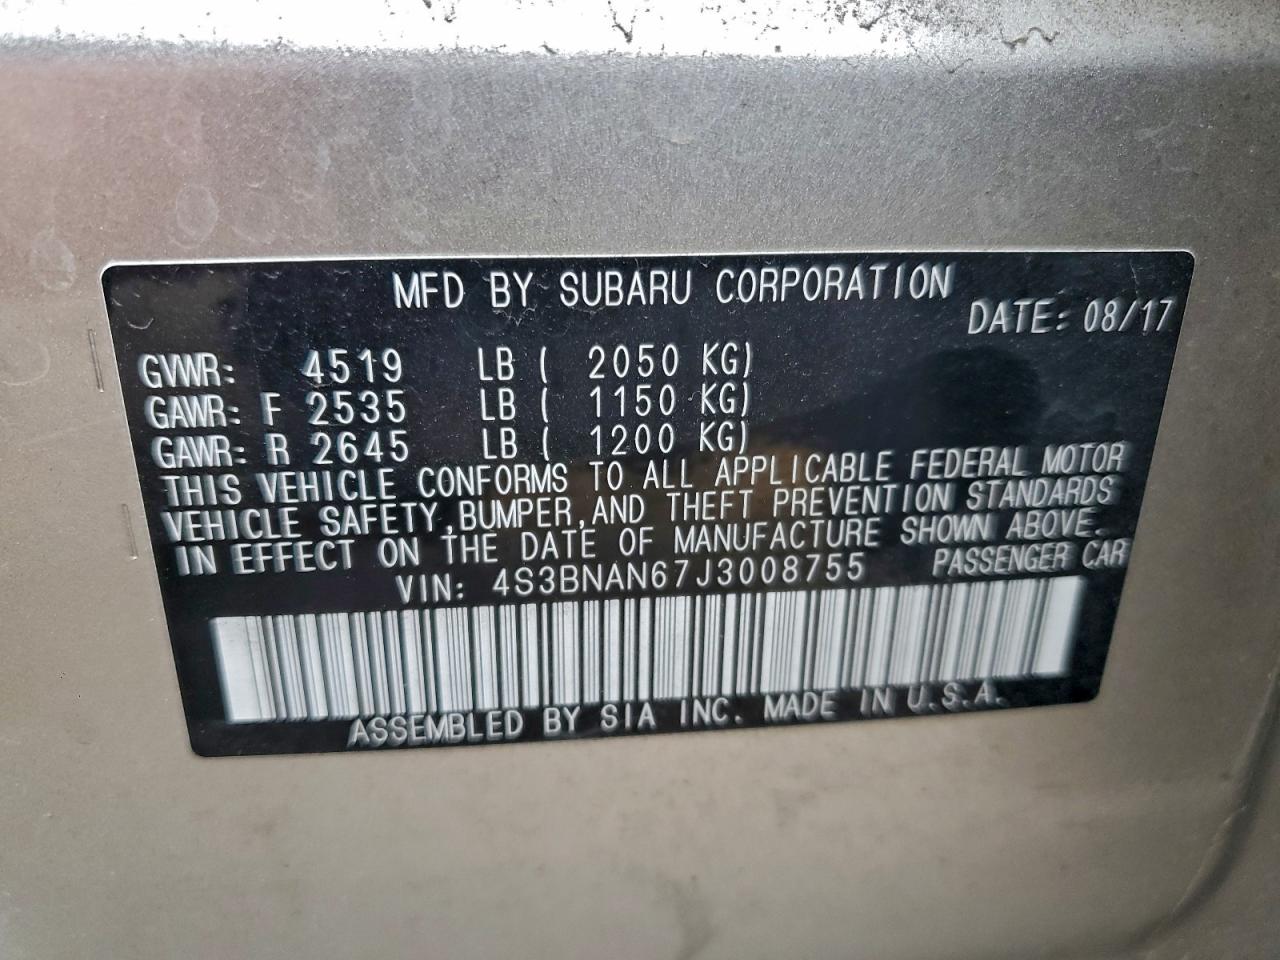 MFD BY SUBARU CORPORATION
DATE: 08/17
GVWR: 4519 LB ( 2050 KG)
GAWR: F 2535 LB ( 1150 KG)
GAWR: R 2645 LB ( 1200 KG)
THIS VEHICLE CONFORMS TO ALL APPLICABLE FEDERAL MOTOR
VEHICLE SAFETY, BUMPER, AND THEFT PREVENTION STANDARDS
IN EFFECT ON THE DATE OF MANUFACTURE SHOWN ABOVE.
VIN: 4S3BNAN67J3008755 PASSENGER CAR
ASSEMBLED BY SIA INC. MADE IN U.S.A.